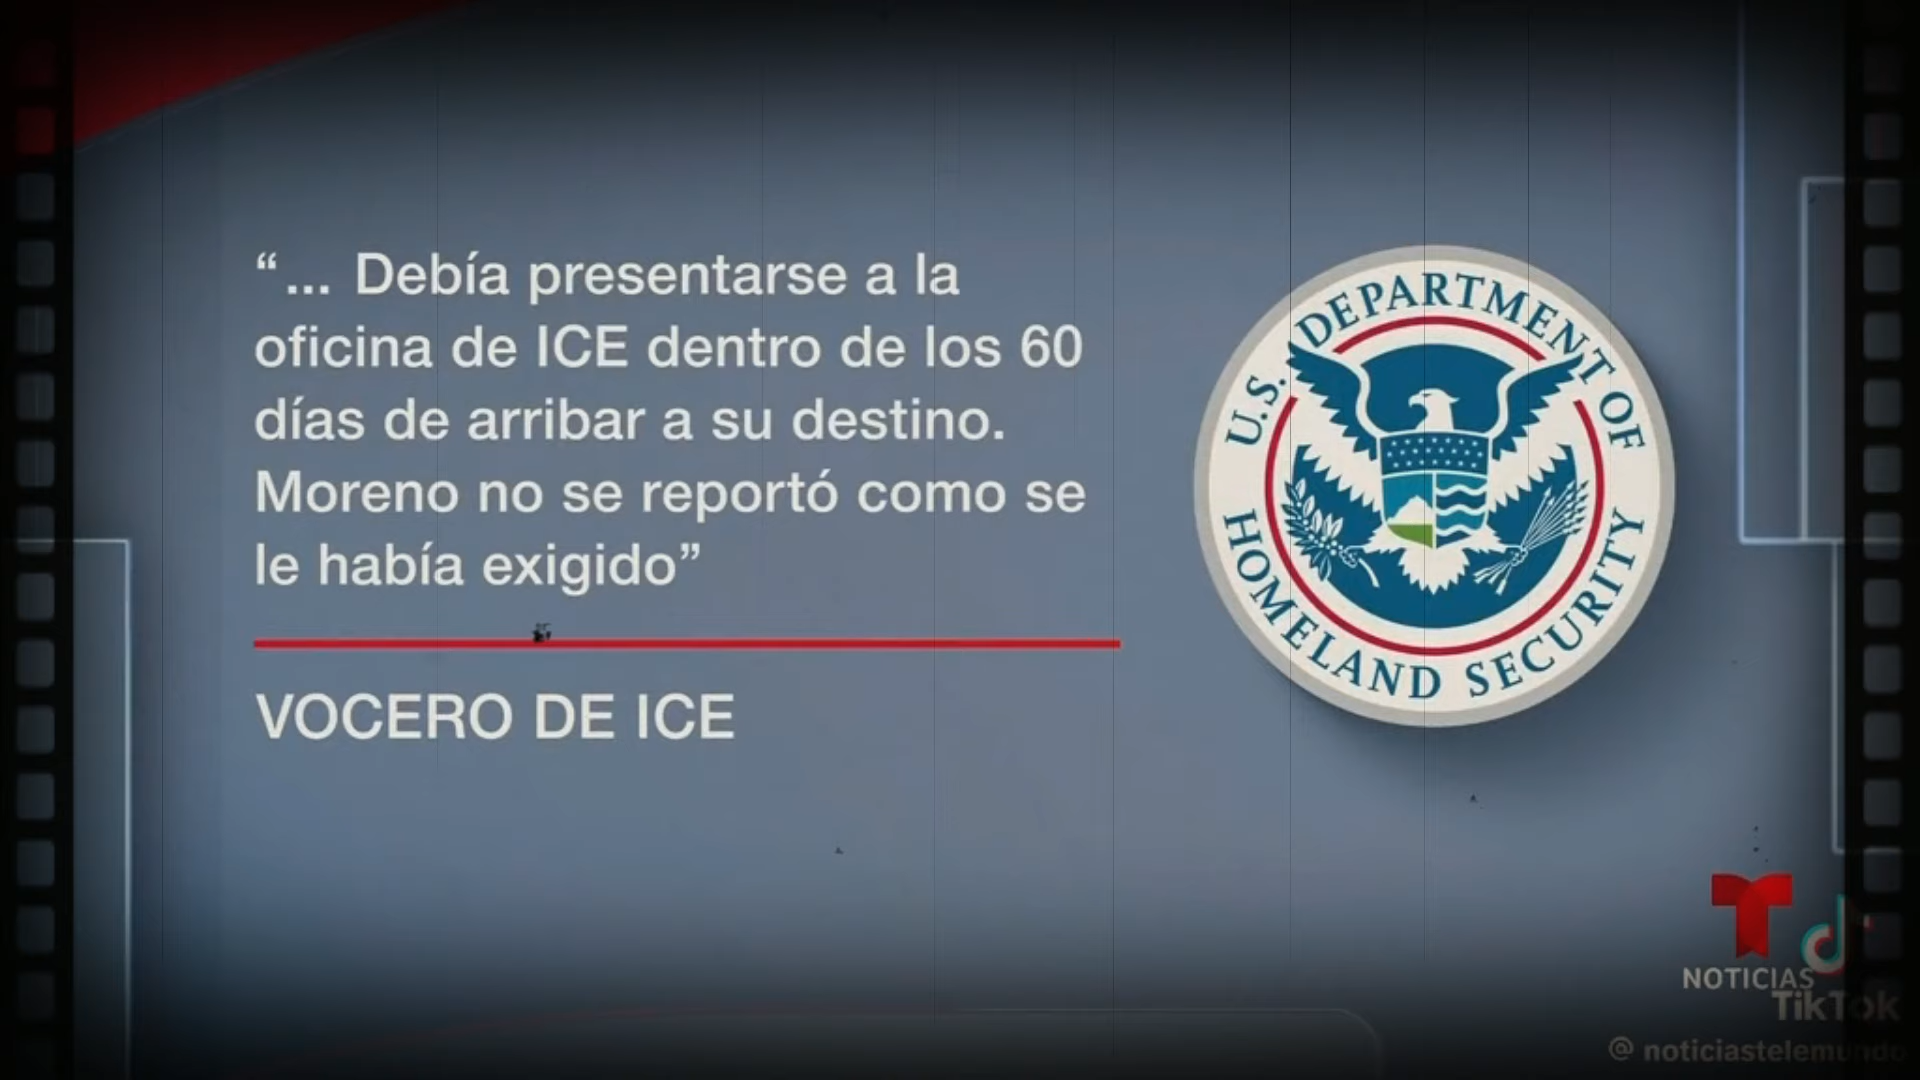 “... Debía presentarse a la
oficina de ICE dentro de los 60
días de arribar a su destino.
Moreno no se reportó como se
le había exigido”
VOCERO DE ICE
U.S. DEPARTMENT OF
HOMELAND SECURITY
NOTICIAS
TikTok
@ noticiastelemundo